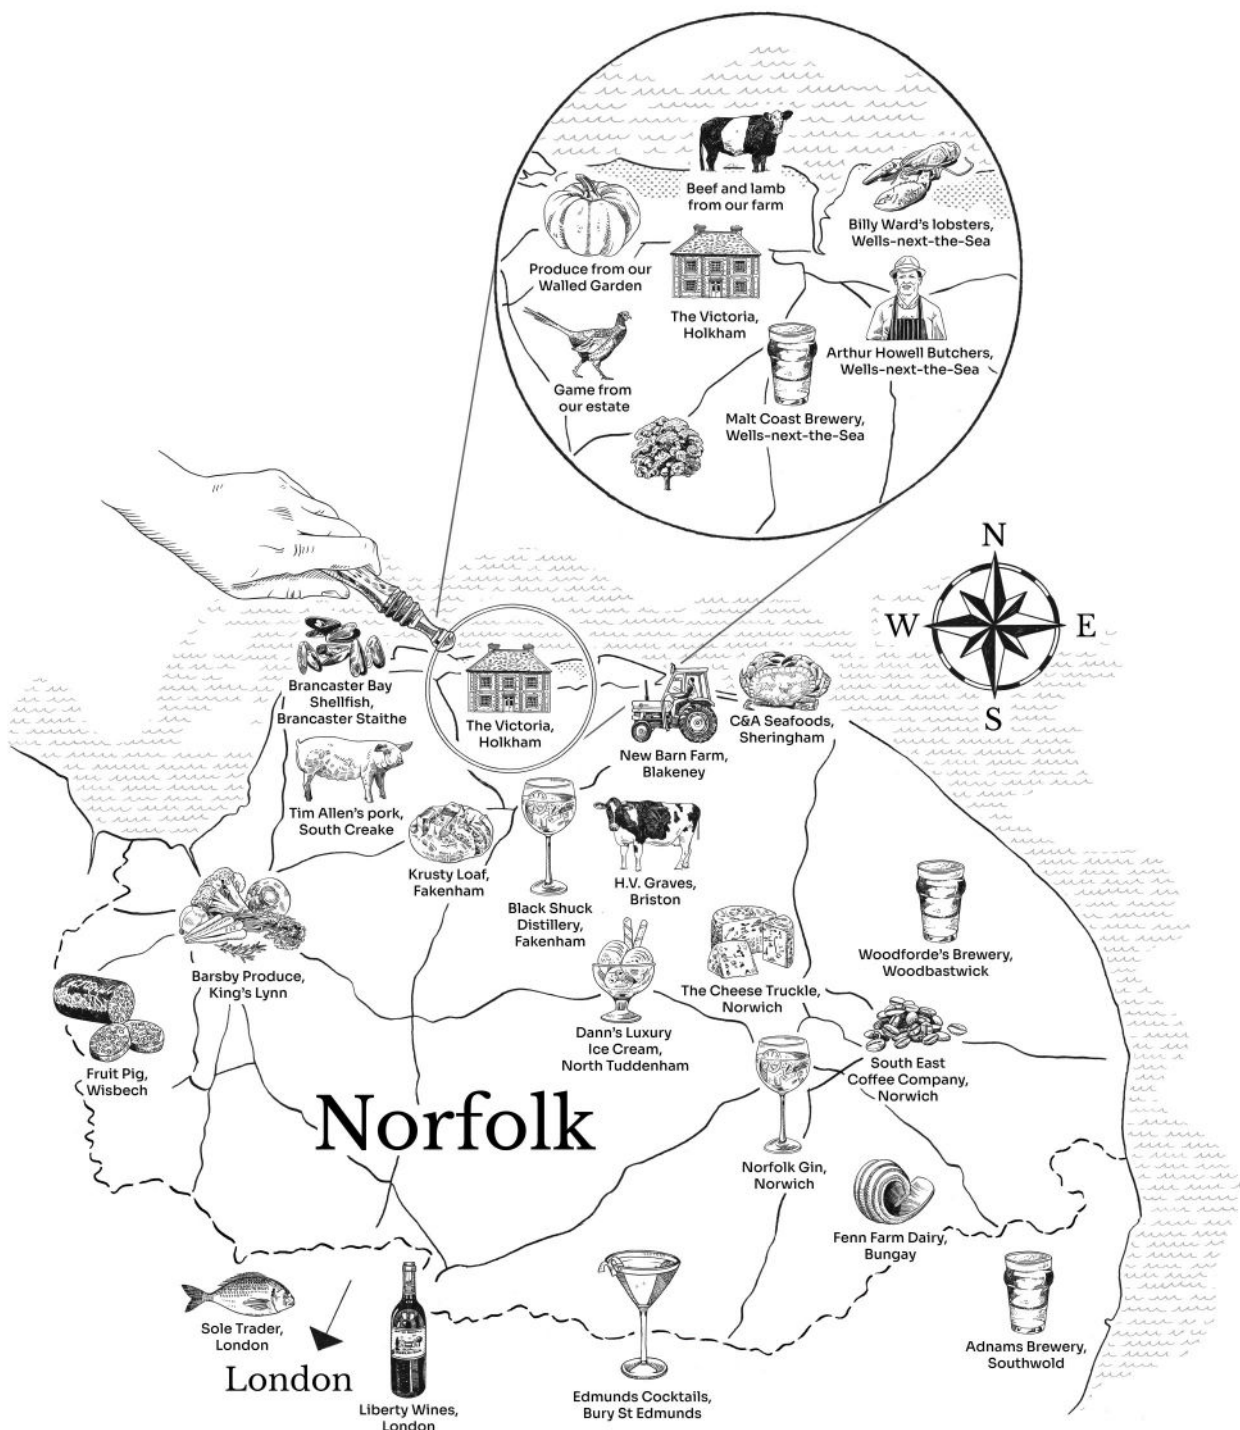 Beef and lamb
from our farm
Billy Ward's lobsters,
Wells-next-the-Sea
Produce from our
Walled Garden
The Victoria,
Holkham
Arthur Howell Butchers,
Wells-next-the-Sea
Game from
our estate
Malt Coast Brewery,
Wells-next-the-Sea
N
W
E
S
Brancaster Bay
Shellfish,
Brancaster Staithe
The Victoria,
Holkham
C&A Seafoods,
Sheringham
New Barn Farm,
Blakeney
Tim Allen's pork,
South Creake
Krusty Loaf,
Fakenham
H.V. Graves,
Briston
Black Shuck
Distillery,
Fakenham
Woodforde's Brewery,
Woodbastwick
Barsby Produce,
King's Lynn
The Cheese Truckle,
Norwich
Dann's Luxury
Ice Cream,
North Tuddenham
Fruit Pig,
Wisbech
South East
Coffee Company,
Norwich
Norfolk
Norfolk Gin,
Norwich
Fenn Farm Dairy,
Bungay
Sole Trader,
London
Adnams Brewery,
Southwold
London
Liberty Wines,
London
Edmunds Cocktails,
Bury St Edmunds